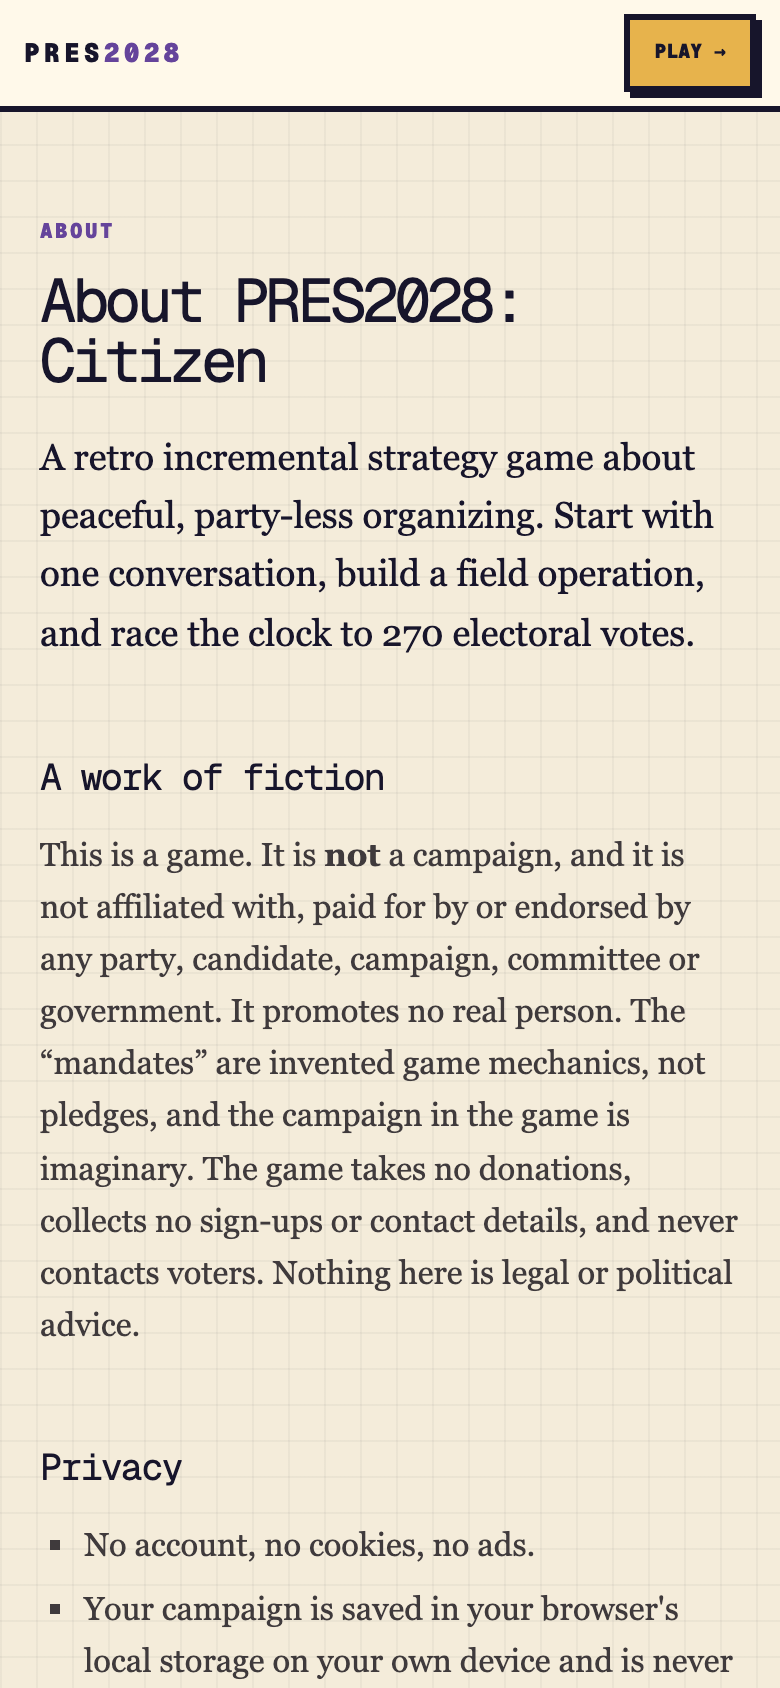 PRES2028
PLAY →
ABOUT
About PRES2028:
Citizen
A retro incremental strategy game about
peaceful, party-less organizing. Start with
one conversation, build a field operation,
and race the clock to 270 electoral votes.
A work of fiction
This is a game. It is not a campaign, and it is
not affiliated with, paid for by or endorsed by
any party, candidate, campaign, committee or
government. It promotes no real person. The
“mandates” are invented game mechanics, not
pledges, and the campaign in the game is
imaginary. The game takes no donations,
collects no sign-ups or contact details, and never
contacts voters. Nothing here is legal or political
advice.
Privacy
▪ No account, no cookies, no ads.
▪ Your campaign is saved in your browser's
local storage on your own device and is never